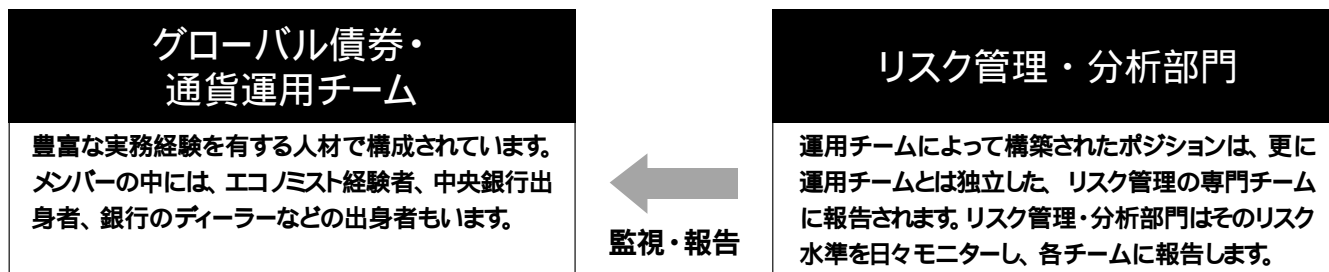 グローバル債券・
通貨運用チーム
豊富な実務経験を有する人材で構成されています。
メンバーの中には、エコノミスト経験者、中央銀行出
身者、銀行のディーラーなどの出身者もいます。
監視・報告
リスク管理・分析部門
運用チームによって構築されたポジションは、更に
運用チームとは独立した、リスク管理の専門チーム
に報告されます。リスク管理・分析部門はそのリスク
水準を日々モニターし、各チームに報告します。